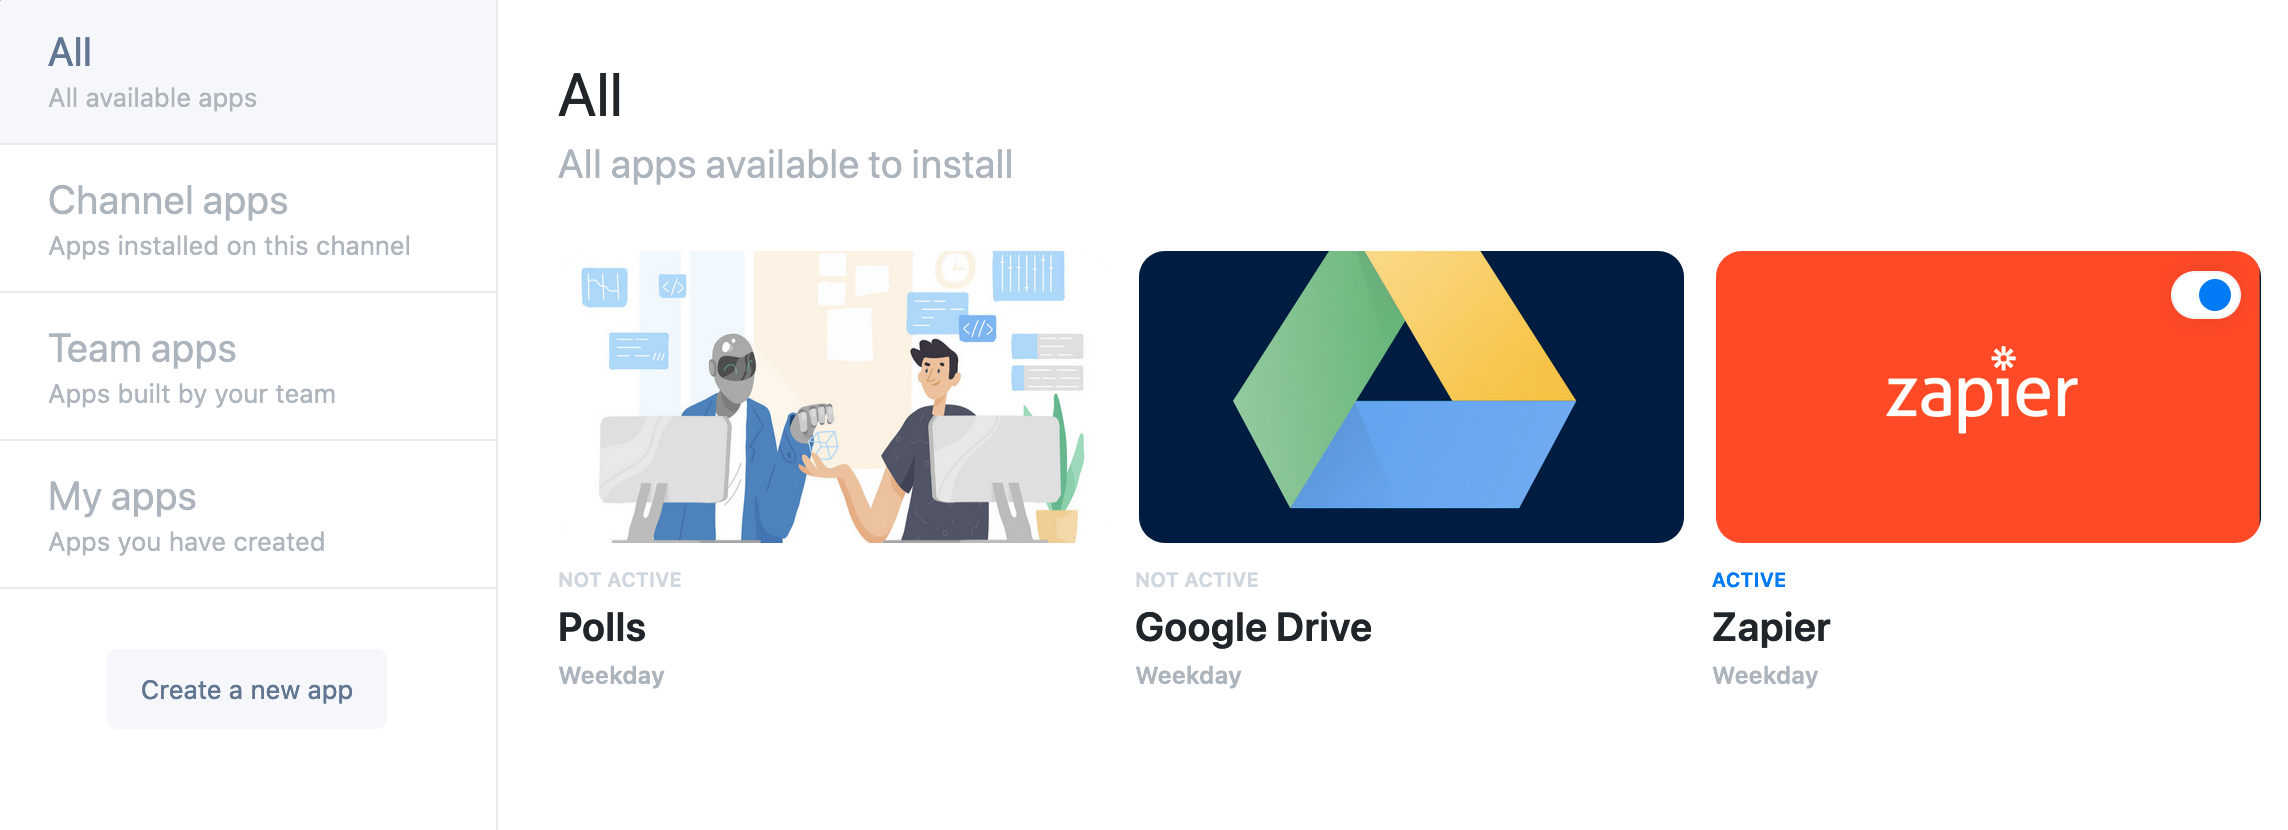 All
All available apps
Channel apps
Apps installed on this channel
Team apps
Apps built by your team
My apps
Apps you have created
Create a new app
All
All apps available to install
</>
<//>
zapier
NOT ACTIVE
Polls
Weekday
NOT ACTIVE
Google Drive
Weekday
ACTIVE
Zapier
Weekday